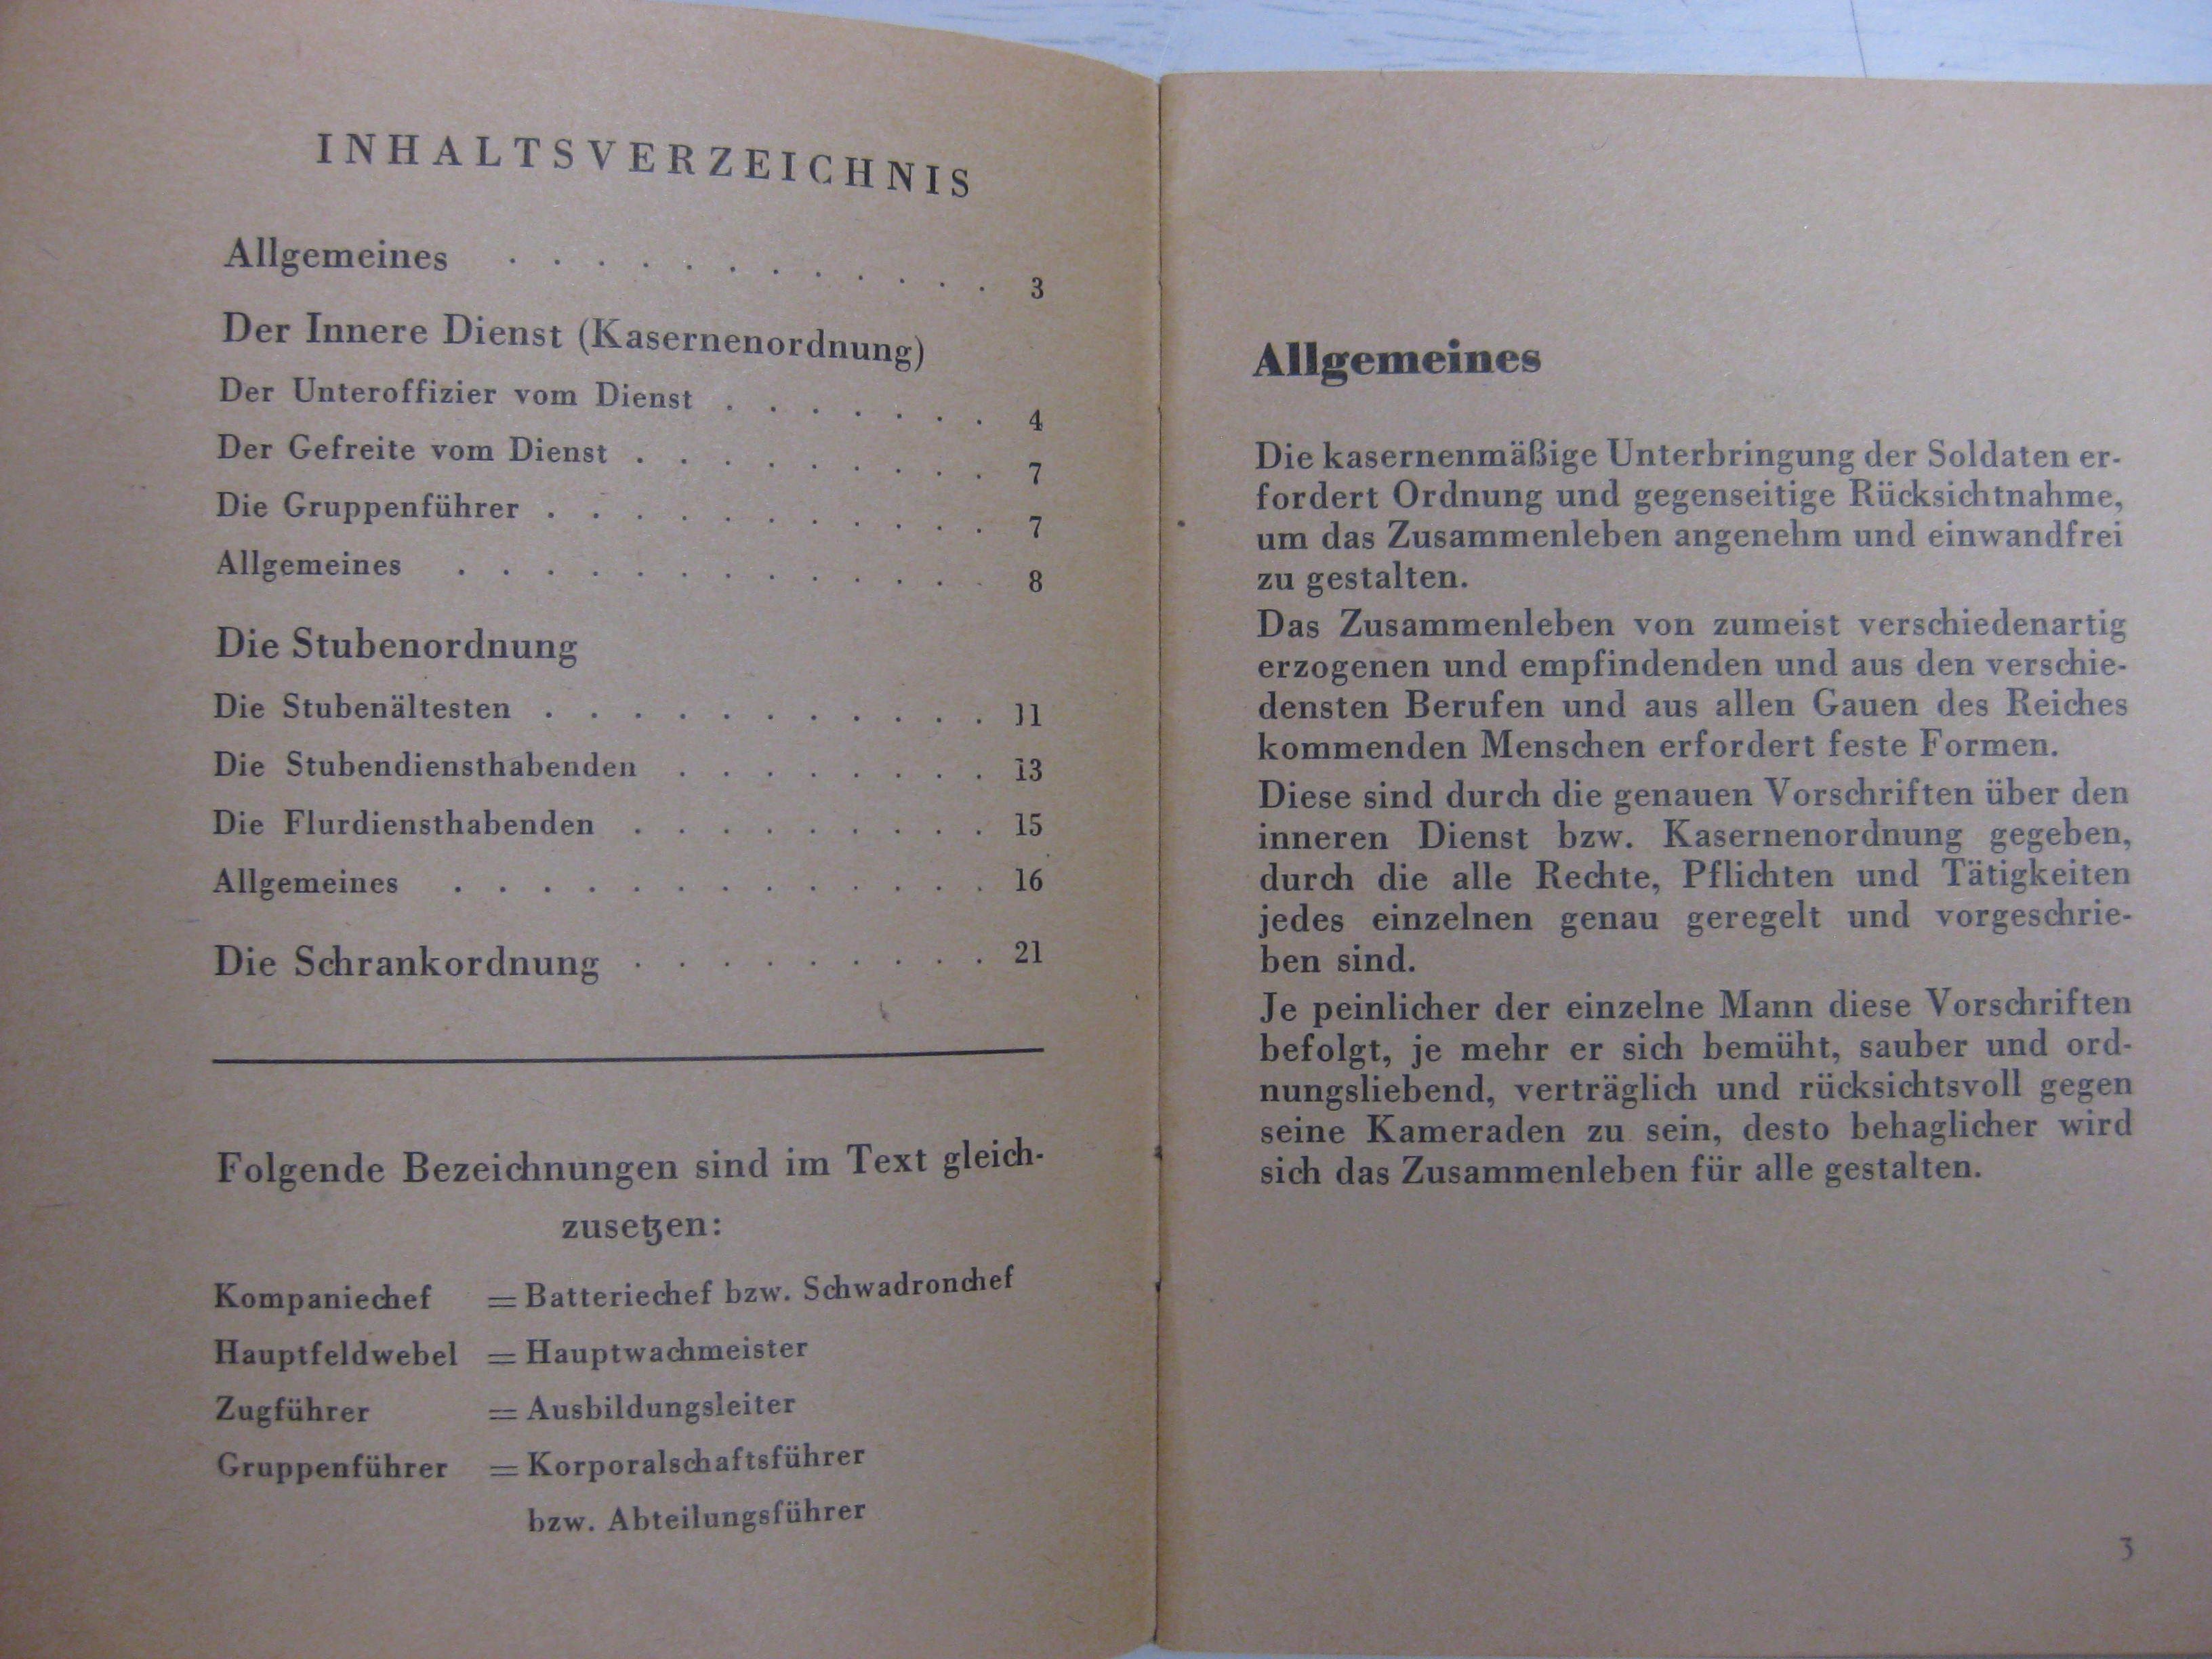 INHALTSVERZEICHNIS
Allgemeines . . . . . . . . . . . . 3
Der Innere Dienst (Kasernenordnung)
Der Unteroffizier vom Dienst . . . . . . . 4
Der Gefreite vom Dienst . . . . . . . . . 7
Die Gruppenführer . . . . . . . . . . . 7
Allgemeines . . . . . . . . . . . . . 8
Die Stubenordnung
Die Stubenältesten . . . . . . . . . . . 11
Die Stubendiensthabenden . . . . . . . . 13
Die Flurdiensthabenden . . . . . . . . . 15
Allgemeines . . . . . . . . . . . . . 16
Die Schrankordnung . . . . . . . . . 21
Folgende Bezeichnungen sind im Text gleich-
zusetzen:
Kompaniechef = Batteriechef bzw. Schwadronchef
Hauptfeldwebel = Hauptwachmeister
Zugführer = Ausbildungsleiter
Gruppenführer = Korporalschaftsführer
bzw. Abteilungsführer
Allgemeines
Die kasernenmäßige Unterbringung der Soldaten er-
fordert Ordnung und gegenseitige Rücksichtnahme,
um das Zusammenleben angenehm und einwandfrei
zu gestalten.
Das Zusammenleben von zumeist verschiedenartig
erzogenen und empfindenden und aus den verschie-
densten Berufen und aus allen Gauen des Reiches
kommenden Menschen erfordert feste Formen.
Diese sind durch die genauen Vorschriften über den
inneren Dienst bzw. Kasernenordnung gegeben,
durch die alle Rechte, Pflichten und Tätigkeiten
jedes einzelnen genau geregelt und vorgeschrie-
ben sind.
Je peinlicher der einzelne Mann diese Vorschriften
befolgt, je mehr er sich bemüht, sauber und ord-
nungsliebend, verträglich und rücksichtsvoll gegen
seine Kameraden zu sein, desto behaglicher wird
sich das Zusammenleben für alle gestalten.
3